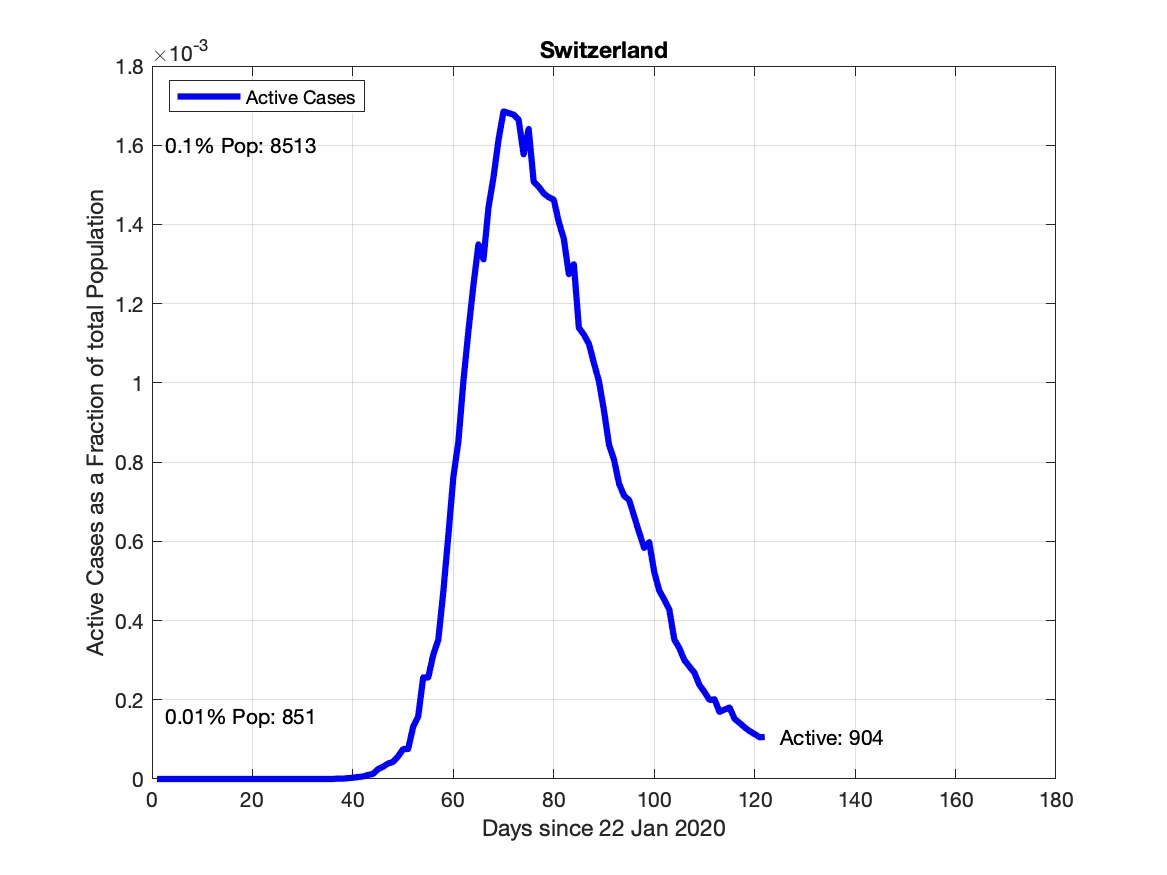 Switzerland
×10-3
1.8
1.6
1.4
1.2
1
0.8
0.6
0.4
0.2
0
Active Cases as a Fraction of total Population
Active Cases
0.1% Pop: 8513
0.01% Pop: 851
Active: 904
0 20 40 60 80 100 120 140 160 180
Days since 22 Jan 2020